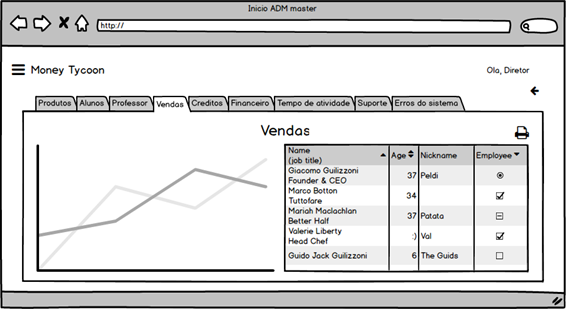 Inicio ADM master
http://
Money Tycoon
Ola, Diretor
Produtos Alunos Professor Vendas Creditos Financeiro Tempo de atividade Suporte Erros do sistema
Vendas
Name
(job title) Age Nickname Employee
Giacomo Guilizzoni
Founder & CEO 37 Peldi
Marco Botton
Tuttofare 34
Mariah Maclachlan
Better Half 37 Patata
Valerie Liberty
Head Chef :) Val
Guido Jack Guilizzoni 6 The Guids